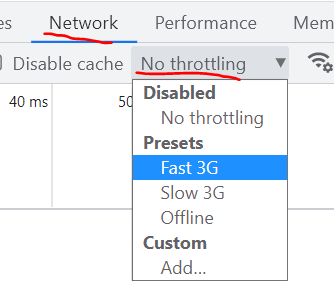 es Network Performance Mem
Disable cache No throttling
40 ms 50
Disabled
No throttling
Presets
Fast 3G
Slow 3G
Offline
Custom
Add...